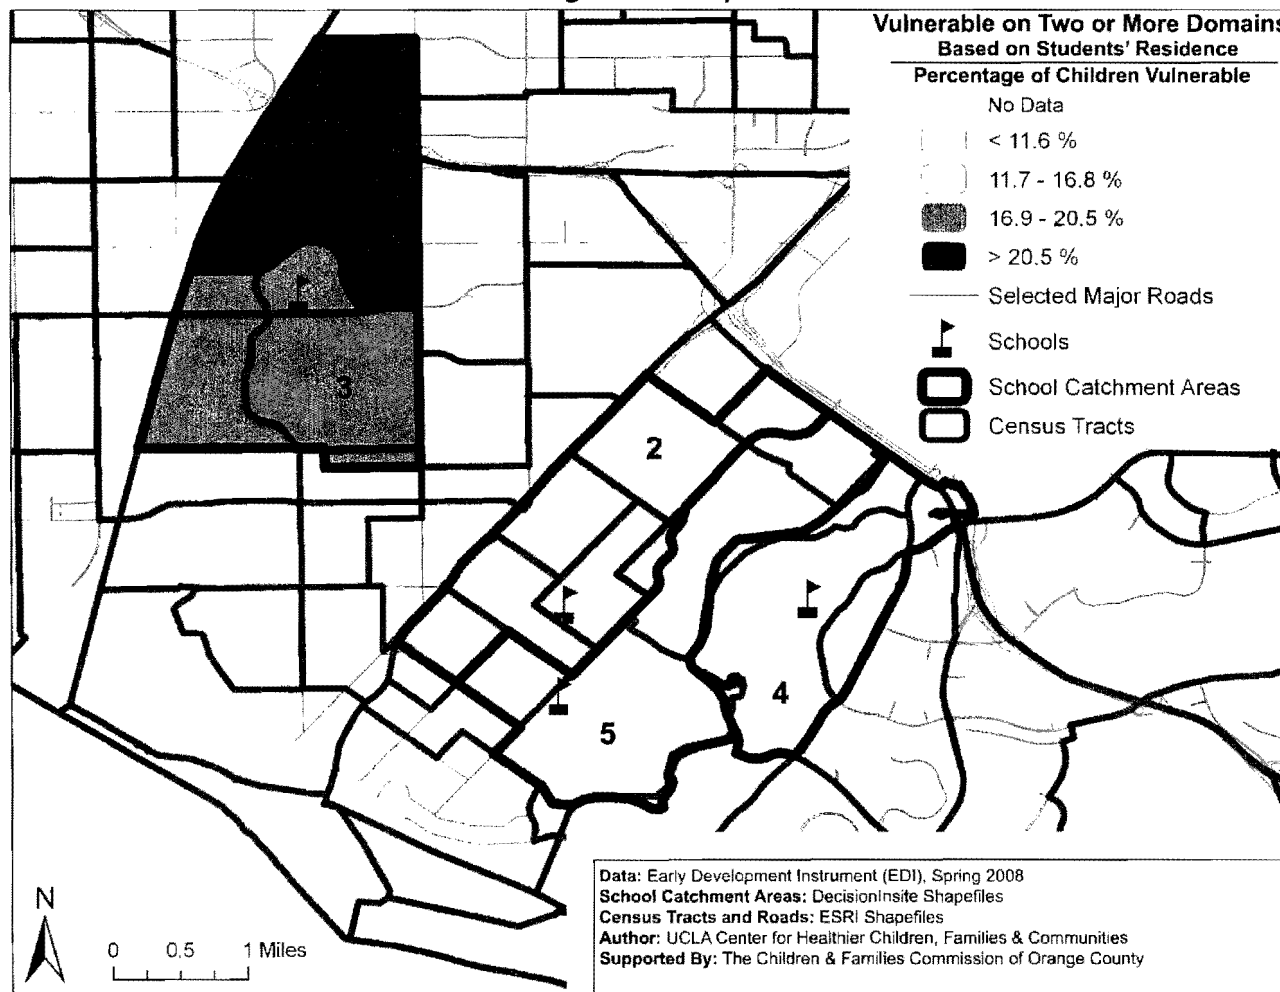 Vulnerable on Two or More Domains
Based on Students' Residence
Percentage of Children Vulnerable
No Data
< 11.6 %
11.7 - 16.8 %
16.9 - 20.5 %
> 20.5 %
Selected Major Roads
Schools
School Catchment Areas
Census Tracts
3
2
4
5
N
0 0.5 1 Miles
Data: Early Development Instrument (EDI), Spring 2008
School Catchment Areas: DecisionInsite Shapefiles
Census Tracts and Roads: ESRI Shapefiles
Author: UCLA Center for Healthier Children, Families & Communities
Supported By: The Children & Families Commission of Orange County